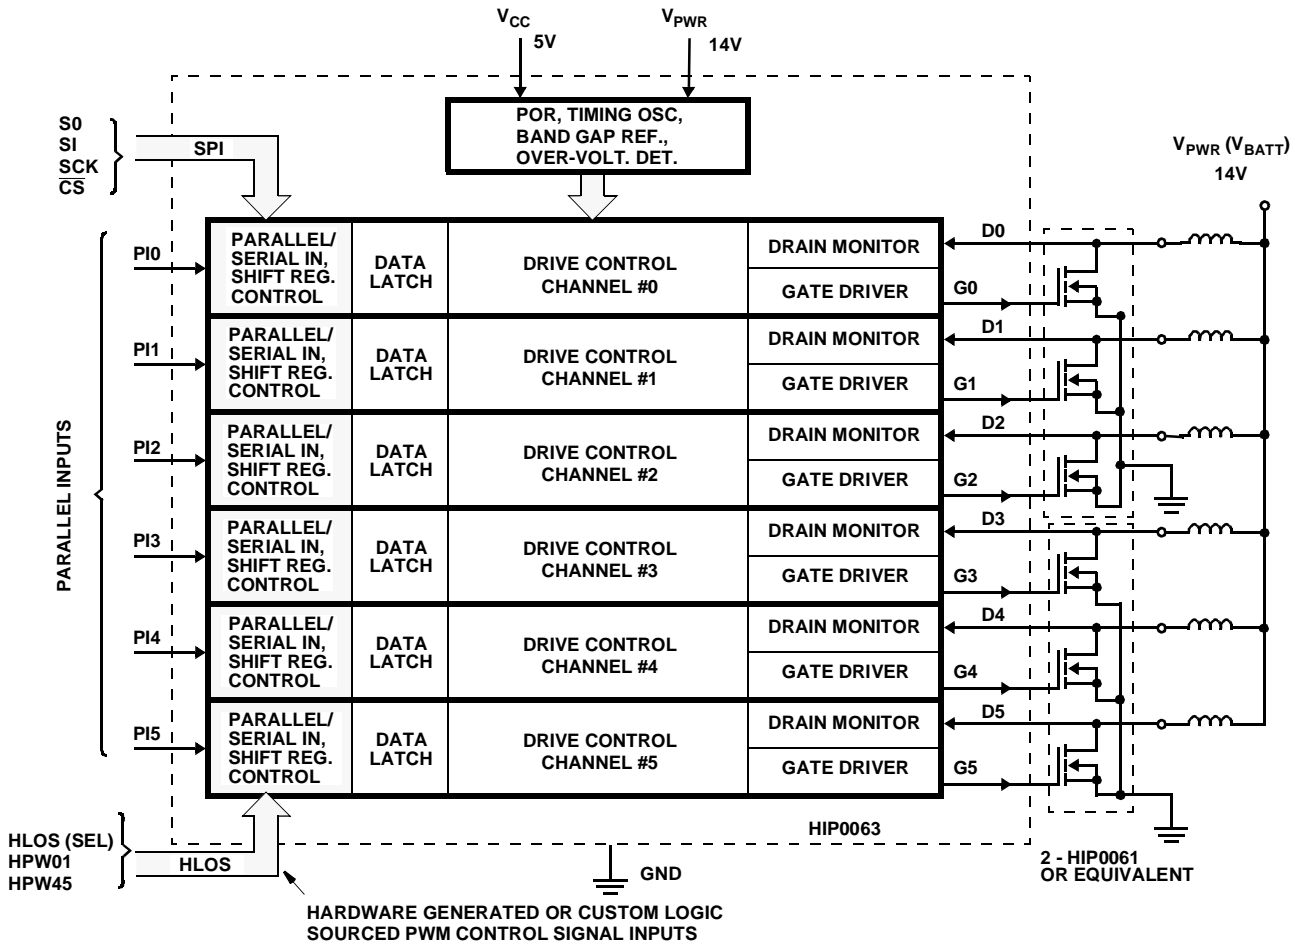 VCC
5V
VPWR
14V
POR, TIMING OSC,
BAND GAP REF.,
OVER-VOLT. DET.
S0
SI
SCK
CS
SPI
VPWR (VBATT)
14V
PARALLEL INPUTS
PI0
PARALLEL/
SERIAL IN,
SHIFT REG.
CONTROL
DATA
LATCH
DRIVE CONTROL
CHANNEL #0
DRAIN MONITOR
GATE DRIVER
D0
G0
PI1
PARALLEL/
SERIAL IN,
SHIFT REG.
CONTROL
DATA
LATCH
DRIVE CONTROL
CHANNEL #1
DRAIN MONITOR
GATE DRIVER
D1
G1
PI2
PARALLEL/
SERIAL IN,
SHIFT REG.
CONTROL
DATA
LATCH
DRIVE CONTROL
CHANNEL #2
DRAIN MONITOR
GATE DRIVER
D2
G2
PI3
PARALLEL/
SERIAL IN,
SHIFT REG.
CONTROL
DATA
LATCH
DRIVE CONTROL
CHANNEL #3
DRAIN MONITOR
GATE DRIVER
D3
G3
PI4
PARALLEL/
SERIAL IN,
SHIFT REG.
CONTROL
DATA
LATCH
DRIVE CONTROL
CHANNEL #4
DRAIN MONITOR
GATE DRIVER
D4
G4
PI5
PARALLEL/
SERIAL IN,
SHIFT REG.
CONTROL
DATA
LATCH
DRIVE CONTROL
CHANNEL #5
DRAIN MONITOR
GATE DRIVER
D5
G5
HIP0063
HLOS (SEL)
HPW01
HPW45
HLOS
GND
2 - HIP0061
OR EQUIVALENT
HARDWARE GENERATED OR CUSTOM LOGIC
SOURCED PWM CONTROL SIGNAL INPUTS